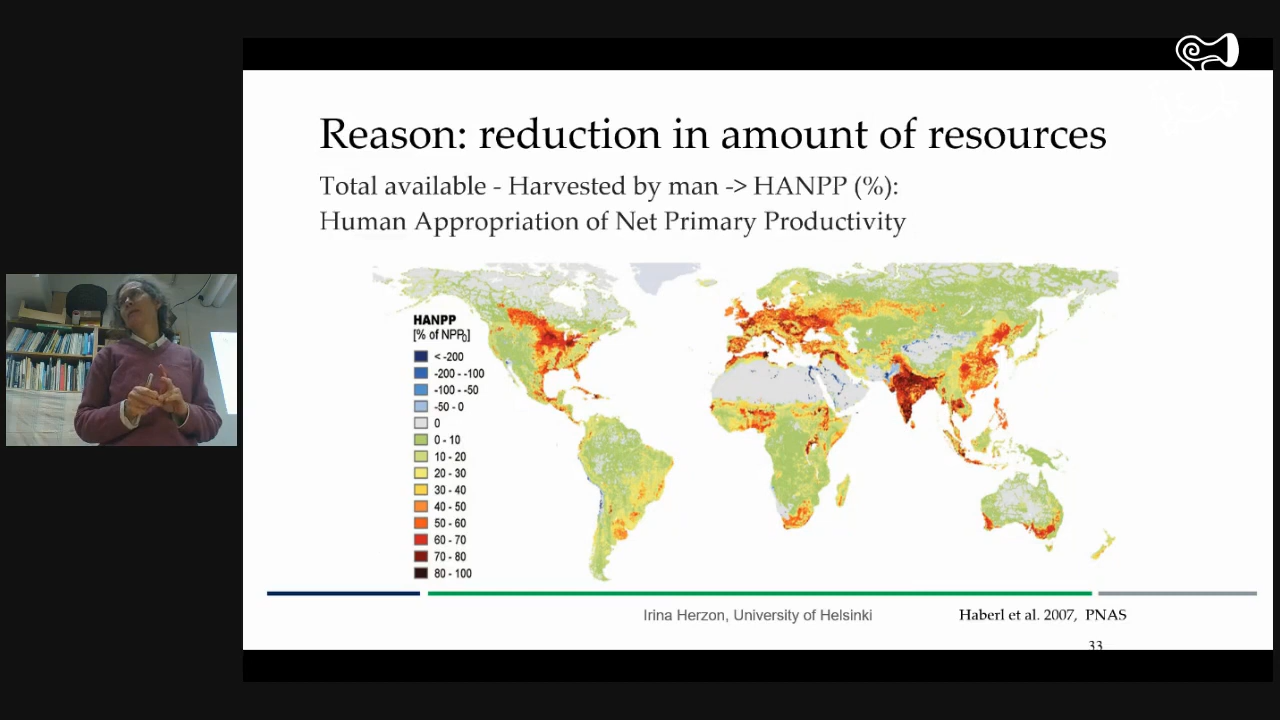 Reason: reduction in amount of resources
Total available - Harvested by man -> HANPP (%):
Human Appropriation of Net Primary Productivity
HANPP
[% of NPP₀]
< -200
-200 - -100
-100 - -50
-50 - 0
0
0 - 10
10 - 20
20 - 30
30 - 40
40 - 50
50 - 60
60 - 70
70 - 80
80 - 100
Irina Herzon, University of Helsinki
Haberl et al. 2007, PNAS
33